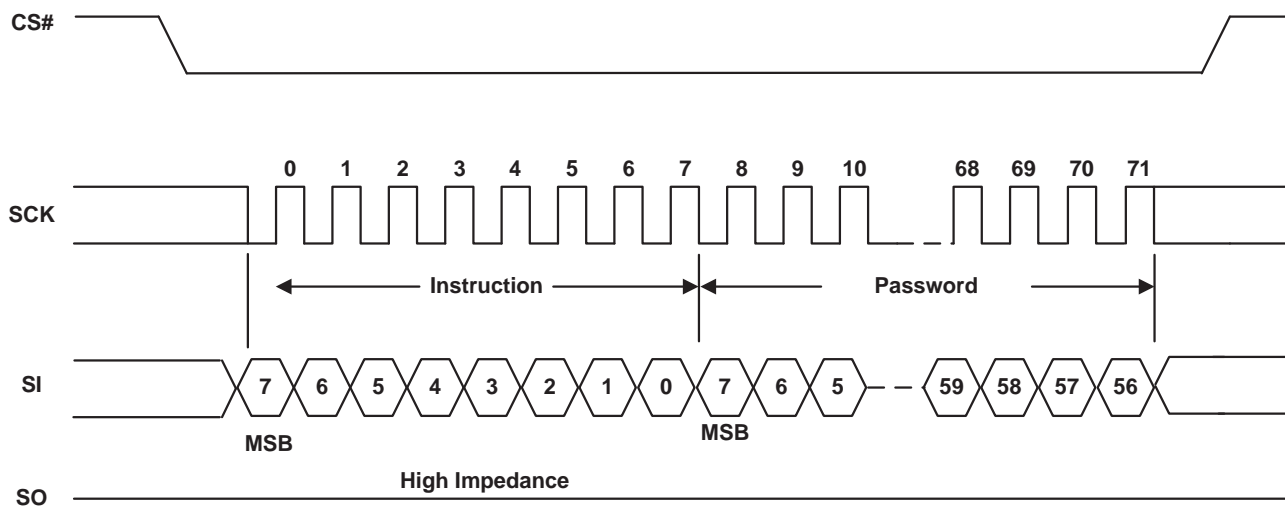 CS#
0 1 2 3 4 5 6 7 8 9 10 68 69 70 71
SCK
Instruction Password
SI 7 6 5 4 3 2 1 0 7 6 5 59 58 57 56
MSB MSB
High Impedance
SO